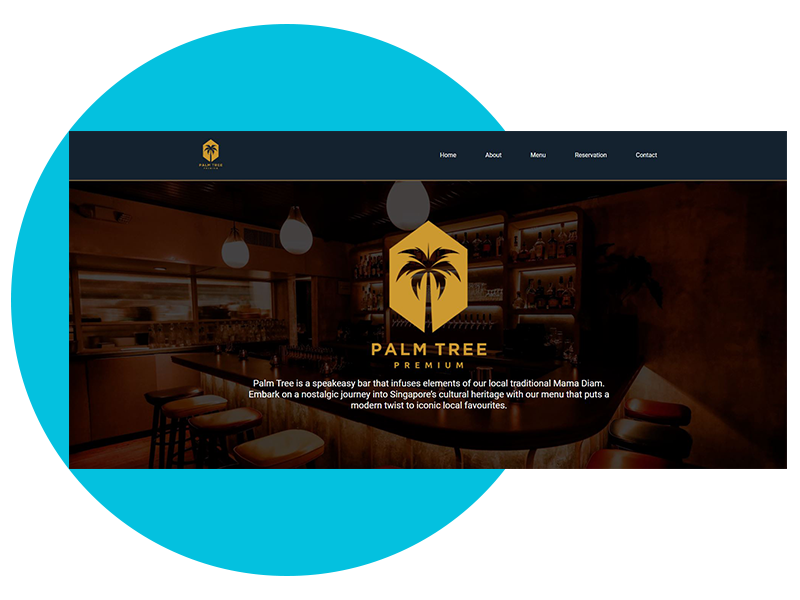 PALM TREE
PREMIUM
Home About Menu Reservation Contact
PALM TREE
PREMIUM
Palm Tree is a speakeasy bar that infuses elements of our local traditional Mama Diam.
Embark on a nostalgic journey into Singapore's cultural heritage with our menu that puts a
modern twist to iconic local favourites.